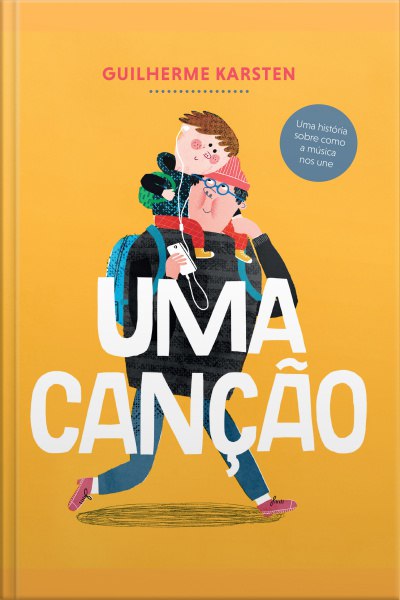 GUILHERME KARSTEN
Uma história
sobre como
a música
nos une
UMA
CANÇÃO